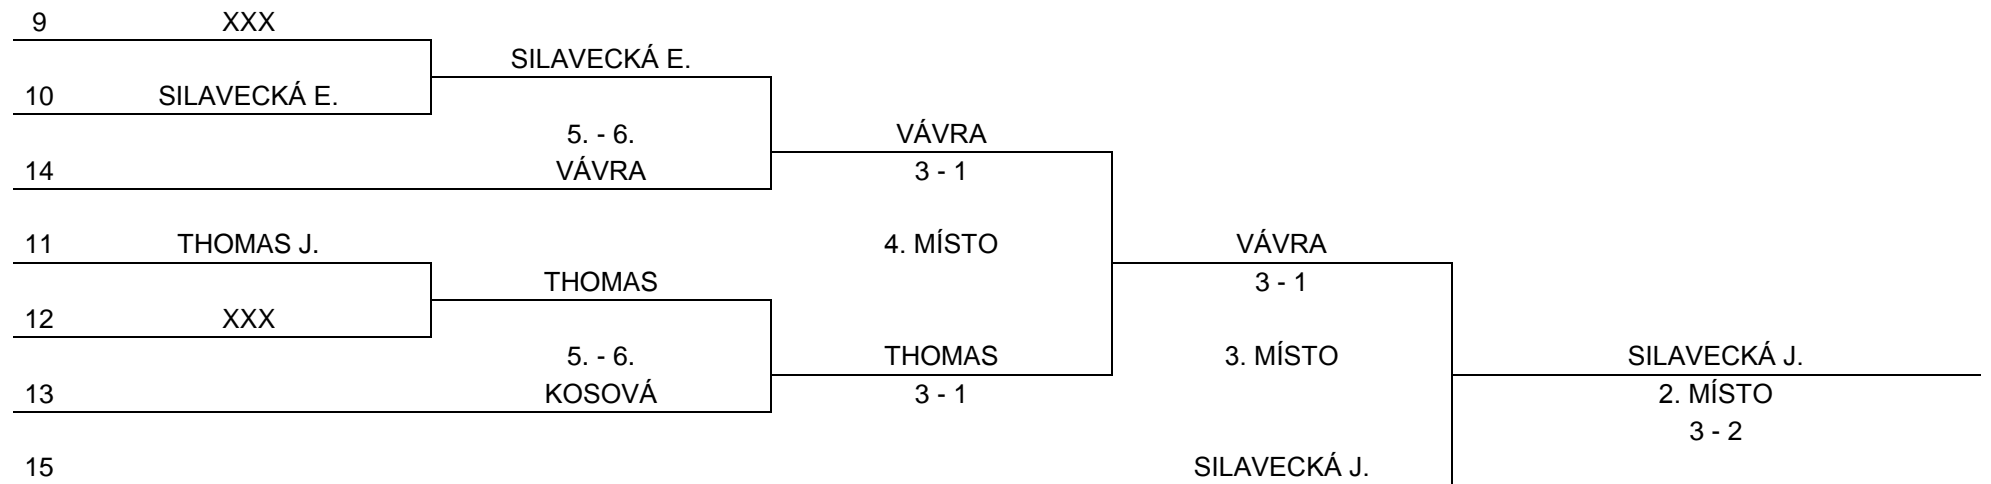 9 XXX
SILAVECKÁ E.
10 SILAVECKÁ E.
5. - 6. VÁVRA
14 VÁVRA 3 - 1
11 THOMAS J. 4. MÍSTO VÁVRA
THOMAS 3 - 1
12 XXX
5. - 6. THOMAS 3. MÍSTO SILAVECKÁ J.
13 KOSOVÁ 3 - 1 2. MÍSTO
3 - 2
15 SILAVECKÁ J.